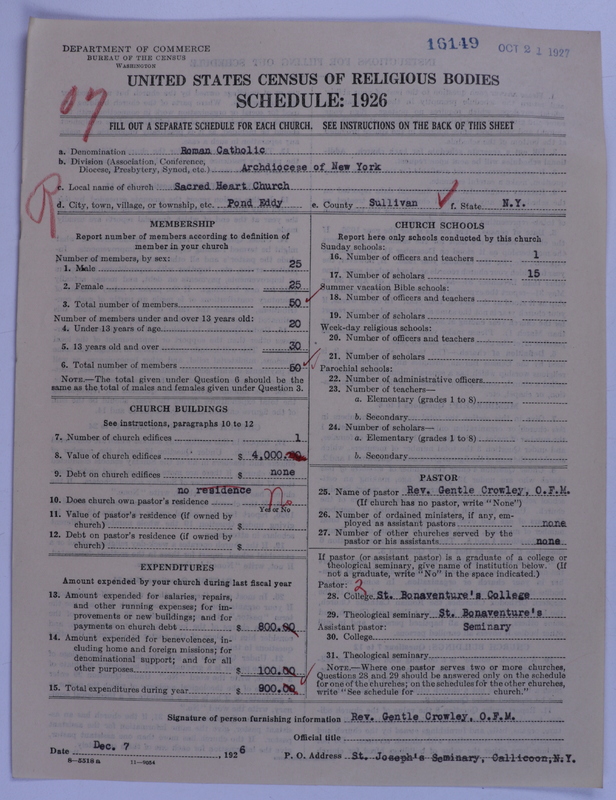 16149 OCT 21 1927
DEPARTMENT OF COMMERCE
BUREAU OF THE CENSUS
WASHINGTON
UNITED STATES CENSUS OF RELIGIOUS BODIES
SCHEDULE: 1926
07
FILL OUT A SEPARATE SCHEDULE FOR EACH CHURCH. SEE INSTRUCTIONS ON THE BACK OF THIS SHEET
a. Denomination Roman Catholic
b. Division (Association, Conference,
Diocese, Presbytery, Synod, etc.) Archdiocese of New York
R
c. Local name of church Sacred Heart Church
d. City, town, village, or township, etc. Pond Eddy e. County Sullivan f. State N.Y.
MEMBERSHIP
Report number of members according to definition of
member in your church
Number of members, by sex:
1. Male 25
2. Female 25
3. Total number of members 50
Number of members under and over 13 years old:
4. Under 13 years of age 20
5. 13 years old and over 30
6. Total number of members 50
NOTE.—The total given under Question 6 should be the
same as the total of males and females given under Question 3.
CHURCH BUILDINGS
See instructions, paragraphs 10 to 12
7. Number of church edifices 1
8. Value of church edifices $ 4,000.
9. Debt on church edifices $ none
no residence
10. Does church own pastor's residence No
Yes or No
11. Value of pastor's residence (if owned by
church) $
12. Debt on pastor's residence (if owned by
church) $
EXPENDITURES
Amount expended by your church during last fiscal year
13. Amount expended for salaries, repairs,
and other running expenses; for im-
provements or new buildings; and for
payments on church debt $ 800.00
14. Amount expended for benevolences, in-
cluding home and foreign missions; for
denominational support; and for all
other purposes $ 100.00
15. Total expenditures during year $ 900.00
CHURCH SCHOOLS
Report here only schools conducted by this church
Sunday schools:
16. Number of officers and teachers 1
17. Number of scholars 15
Summer vacation Bible schools:
18. Number of officers and teachers
19. Number of scholars
Week-day religious schools:
20. Number of officers and teachers
21. Number of scholars
Parochial schools:
22. Number of administrative officers
23. Number of teachers—
a. Elementary (grades 1 to 8)
b. Secondary
24. Number of scholars—
a. Elementary (grades 1 to 8)
b. Secondary
PASTOR
25. Name of pastor Rev. Gentle Crowley, O.F.M.
(If church has no pastor, write "None")
26. Number of ordained ministers, if any, em-
ployed as assistant pastors none
27. Number of other churches served by the
pastor or his assistants none
If pastor (or assistant pastor) is a graduate of a college or
theological seminary, give name of institution below. (If
not a graduate, write "No" in the space indicated.)
Pastor: 2
28. College St. Bonaventure's College
29. Theological seminary St. Bonaventure's
Assistant pastor: Seminary
30. College
31. Theological seminary
NOTE.—Where one pastor serves two or more churches,
Questions 28 and 29 should be answered only on the schedule
for one of the churches; on the schedules for the other churches,
write "See schedule for church."
Signature of person furnishing information Rev. Gentle Crowley, O.F.M.
Official title
Date Dec. 7, 1926 P. O. Address St. Joseph's Seminary, Callicoon, N.Y.
8—5318a 11—9054